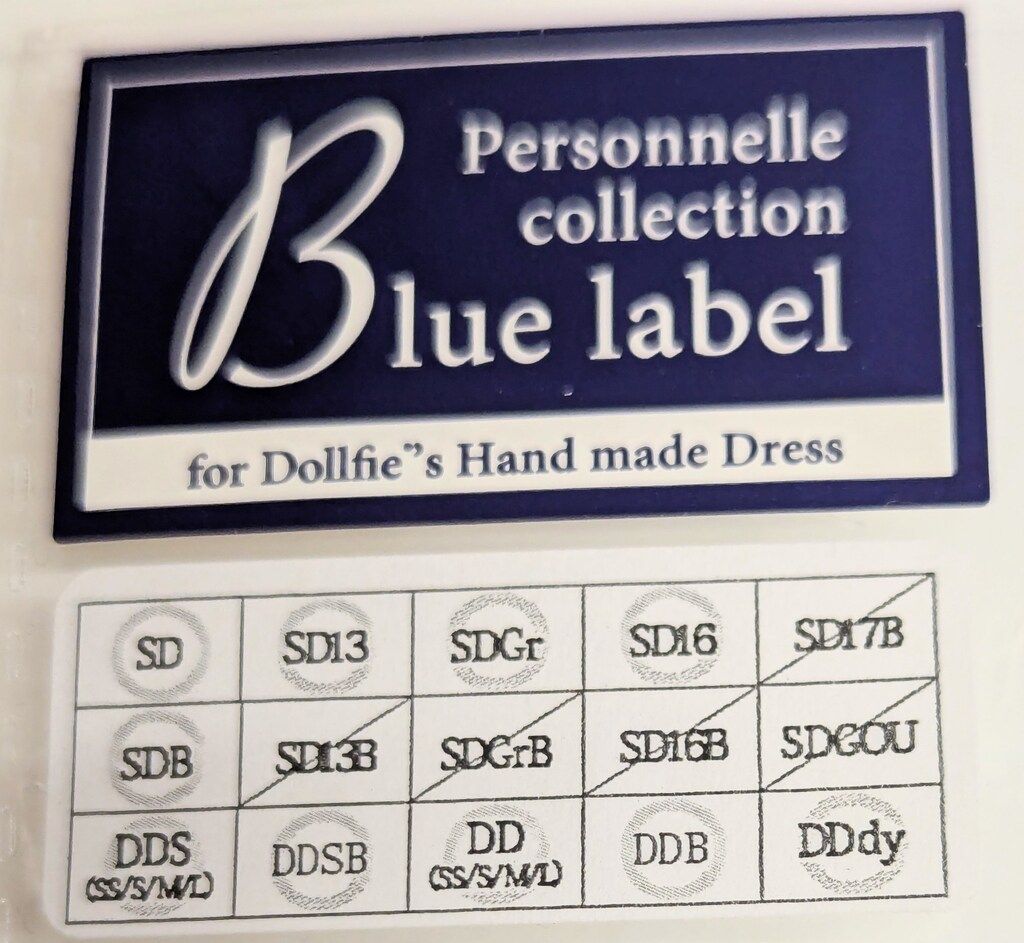 Personnelle
collection
Blue label
for Dollfie™'s Hand made Dress
SD SD13 SDGr SD16 SD17B
SDB SD13B SDGrB SD16B SDGOU
DDS DDSB DD DDB DDdy
(SS/S/M/L) (SS/S/M/L)